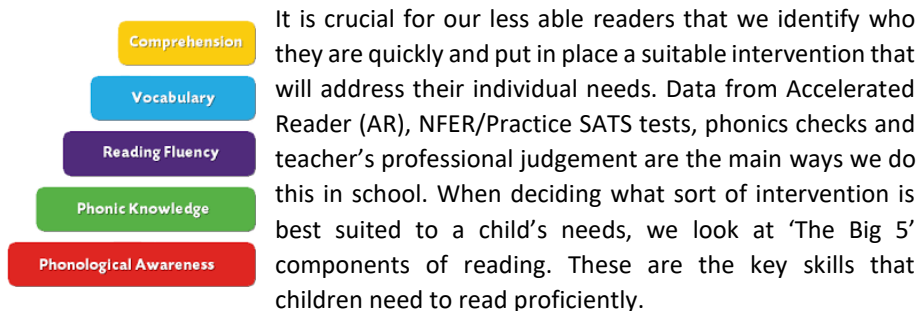 Comprehension
Vocabulary
Reading Fluency
Phonic Knowledge
Phonological Awareness
It is crucial for our less able readers that we identify who
they are quickly and put in place a suitable intervention that
will address their individual needs. Data from Accelerated
Reader (AR), NFER/Practice SATS tests, phonics checks and
teacher’s professional judgement are the main ways we do
this in school. When deciding what sort of intervention is
best suited to a child’s needs, we look at ‘The Big 5’
components of reading. These are the key skills that
children need to read proficiently.